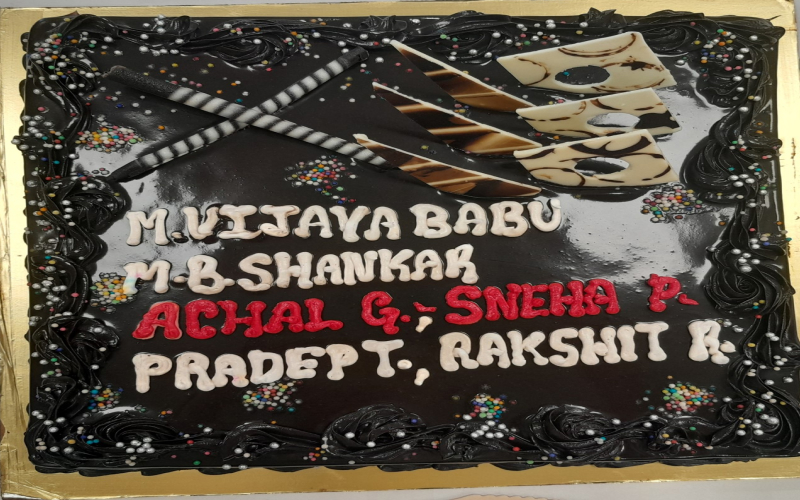 M.VIJAYA BABU
M.B.SHANKAR
ACHAL G., SNEHA P.
PRADEEP T., RAKSHIT R.